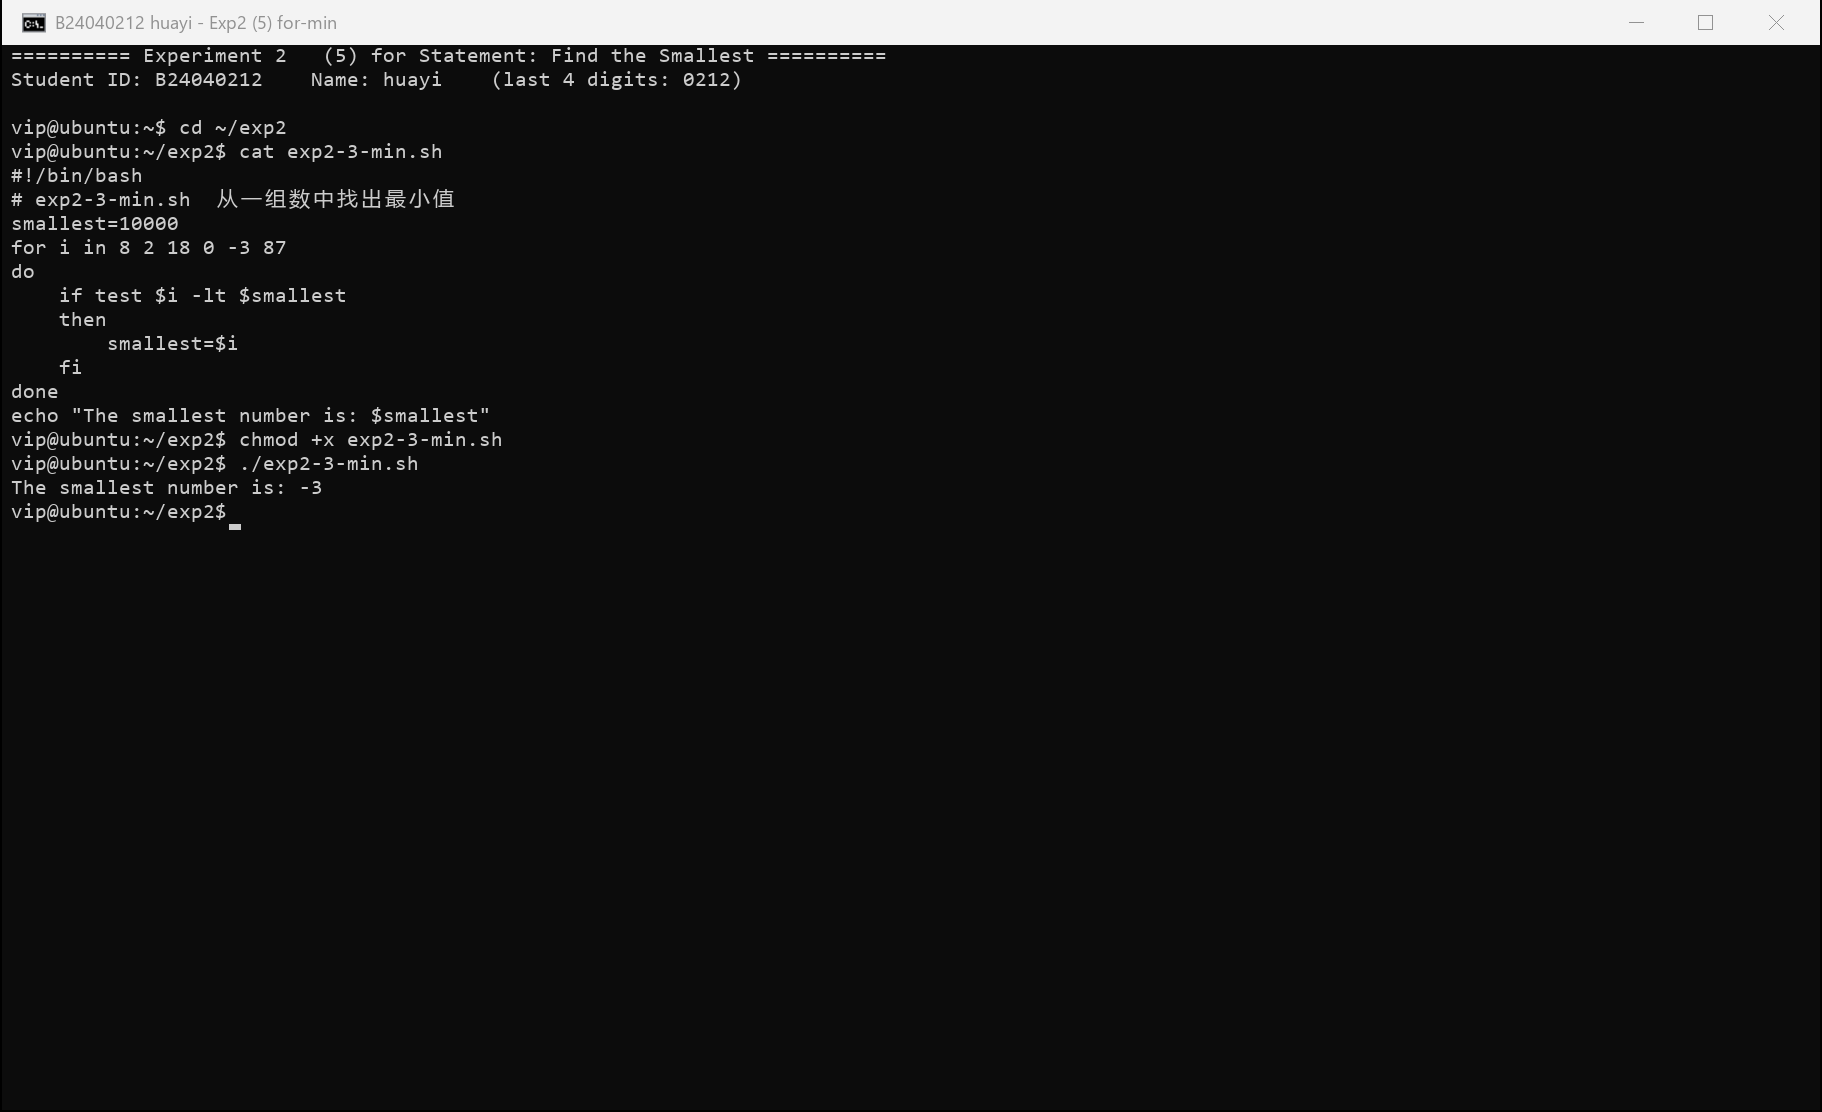 B24040212 huayi - Exp2 (5) for-min
========== Experiment 2   (5) for Statement: Find the Smallest ==========
Student ID: B24040212    Name: huayi    (last 4 digits: 0212)
vip@ubuntu:~$ cd ~/exp2
vip@ubuntu:~/exp2$ cat exp2-3-min.sh
#!/bin/bash
# exp2-3-min.sh  从一组数中找出最小值
smallest=10000
for i in 8 2 18 0 -3 87
do
    if test $i -lt $smallest
    then
        smallest=$i
    fi
done
echo "The smallest number is: $smallest"
vip@ubuntu:~/exp2$ chmod +x exp2-3-min.sh
vip@ubuntu:~/exp2$ ./exp2-3-min.sh
The smallest number is: -3
vip@ubuntu:~/exp2$